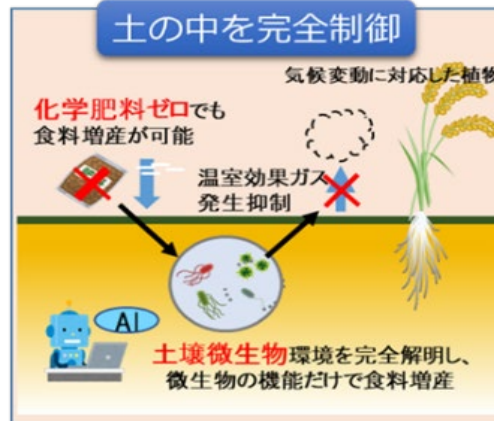 土の中を完全制御
気候変動に対応した植物
化学肥料ゼロでも
食料増産が可能
温室効果ガス
発生抑制
AI
土壌微生物環境を完全解明し、
微生物の機能だけで食料増産